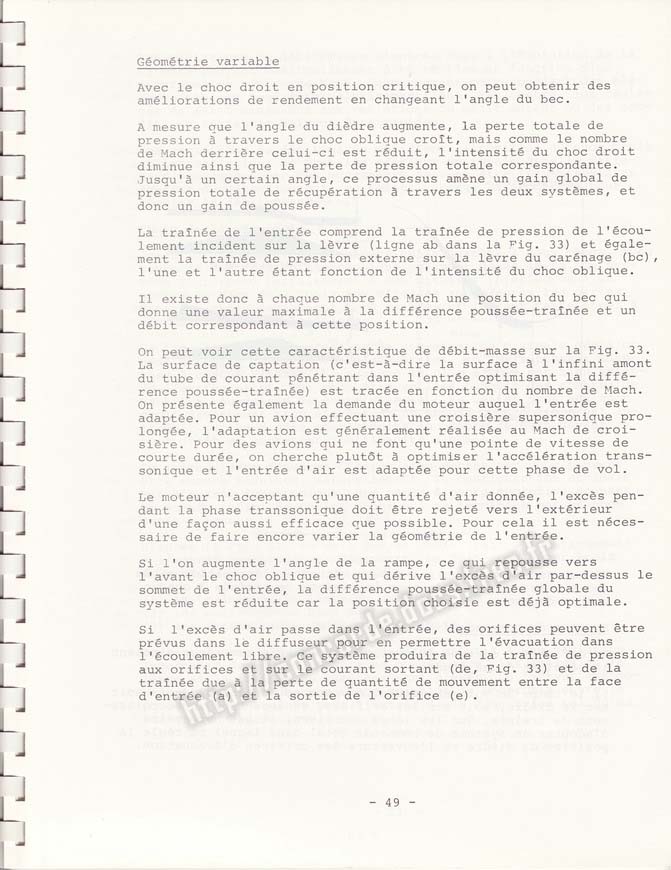 Géométrie variable
Avec le choc droit en position critique, on peut obtenir des
améliorations de rendement en changeant l'angle du bec.
A mesure que l'angle du dièdre augmente, la perte totale de
pression à travers le choc oblique croît, mais comme le nombre
de Mach derrière celui-ci est réduit, l'intensité du choc droit
diminue ainsi que la perte de pression totale correspondante.
Jusqu'à un certain angle, ce processus amène un gain global de
pression totale de récupération à travers les deux systèmes, et
donc un gain de poussée.
La traînée de l'entrée comprend la traînée de pression de l'écou-
lement incident sur la lèvre (ligne ab dans la Fig. 33) et égale-
ment la traînée de pression externe sur la lèvre du carénage (bc),
l'une et l'autre étant fonction de l'intensité du choc oblique.
Il existe donc à chaque nombre de Mach une position du bec qui
donne une valeur maximale à la différence poussée-traînée et un
débit correspondant à cette position.
On peut voir cette caractéristique de débit-masse sur la Fig. 33.
La surface de captation (c'est-à-dire la surface à l'infini amont
du tube de courant pénétrant dans l'entrée optimisant la diffé-
rence poussée-traînée) est tracée en fonction du nombre de Mach.
On présente également la demande du moteur auquel l'entrée est
adaptée. Pour un avion effectuant une croisière supersonique pro-
longée, l'adaptation est généralement réalisée au Mach de croi-
sière. Pour des avions qui ne font qu'une pointe de vitesse de
courte durée, on cherche plutôt à optimiser l'accélération trans-
sonique et l'entrée d'air est adaptée pour cette phase de vol.
Le moteur n'acceptant qu'une quantité d'air donnée, l'excès pen-
dant la phase transsonique doit être rejeté vers l'extérieur
d'une façon aussi efficace que possible. Pour cela il est néces-
saire de faire encore varier la géométrie de l'entrée.
Si l'on augmente l'angle de la rampe, ce qui repousse vers
l'avant le choc oblique et qui dérive l'excès d'air par-dessus le
sommet de l'entrée, la différence poussée-traînée globale du
système est réduite car la position choisie est déjà optimale.
Si l'excès d'air passe dans l'entrée, des orifices peuvent être
prévus dans le diffuseur pour en permettre l'évacuation dans
l'écoulement libre. Ce système produira de la traînée de pression
aux orifices et sur le courant sortant (de, Fig. 33) et de la
traînée due à la perte de quantité de mouvement entre la face
d'entrée (a) et la sortie de l'orifice (e).
- 49 -